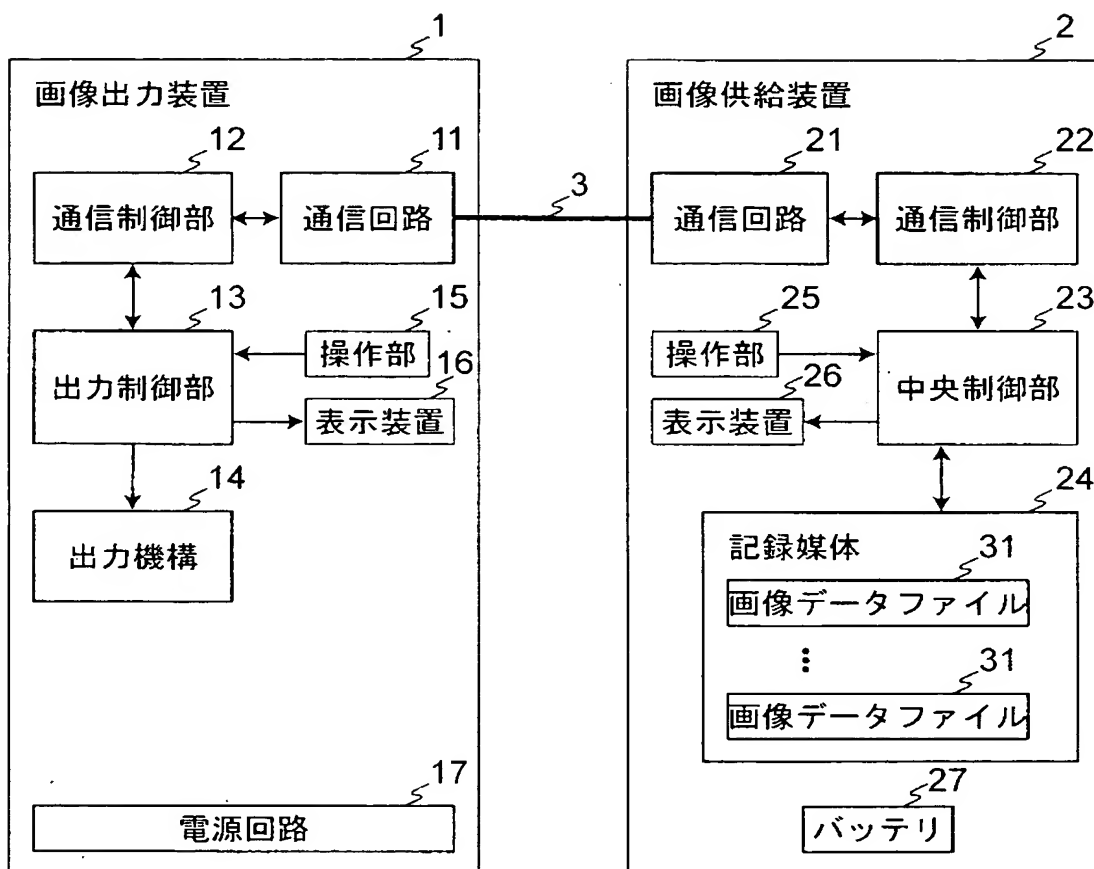 1
2
画像出力装置
画像供給装置
12
11
21
22
3
通信制御部
通信回路
通信回路
通信制御部
13
15
25
23
操作部
操作部
16
26
出力制御部
表示装置
表示装置
中央制御部
14
24
出力機構
記録媒体
31
画像データファイル
31
画像データファイル
17
27
電源回路
バッテリ